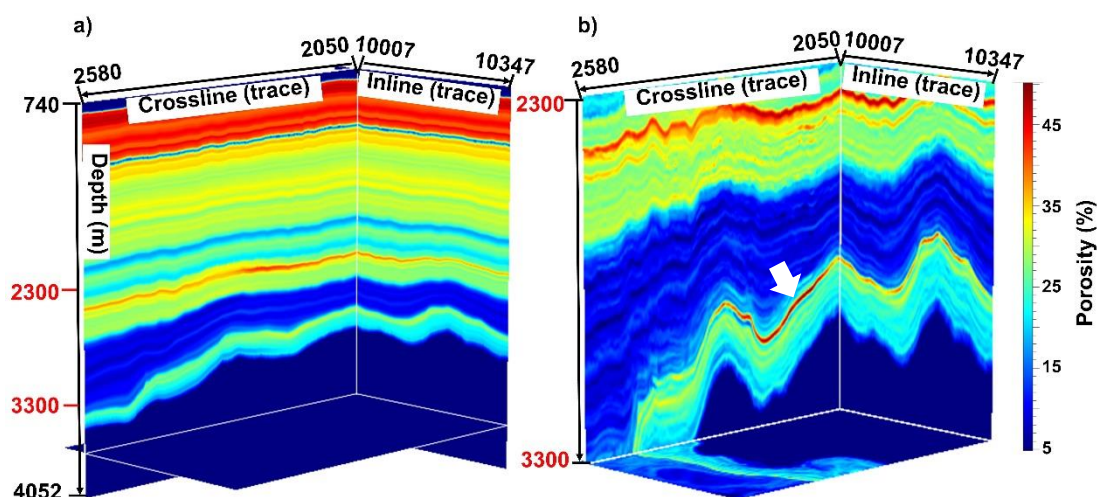 a)
2580
2050
10007
10347
Crossline (trace)
Inline (trace)
740
Depth (m)
2300
3300
4052
b)
2580
2050
10007
10347
Crossline (trace)
Inline (trace)
2300
3300
45
35
25
15
5
Porosity (%)